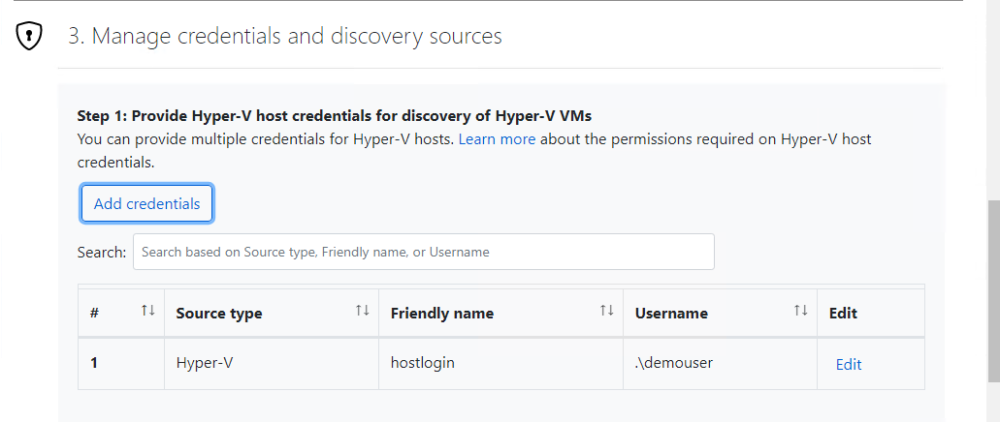 3. Manage credentials and discovery sources
Step 1: Provide Hyper-V host credentials for discovery of Hyper-V VMs
You can provide multiple credentials for Hyper-V hosts. Learn more about the permissions required on Hyper-V host
credentials.
Add credentials
Search: Search based on Source type, Friendly name, or Username
# ↑↓ Source type ↑↓ Friendly name ↑↓ Username ↑↓ Edit
1 Hyper-V hostlogin .\demouser Edit